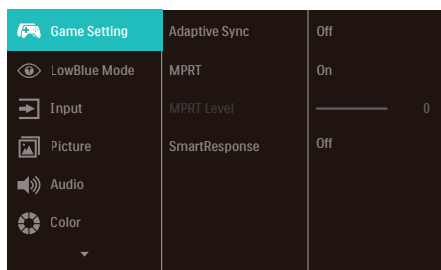 Game Setting Adaptive Sync Off
LowBlue Mode MPRT On
Input MPRT Level 0
Picture SmartResponse Off
Audio
Color